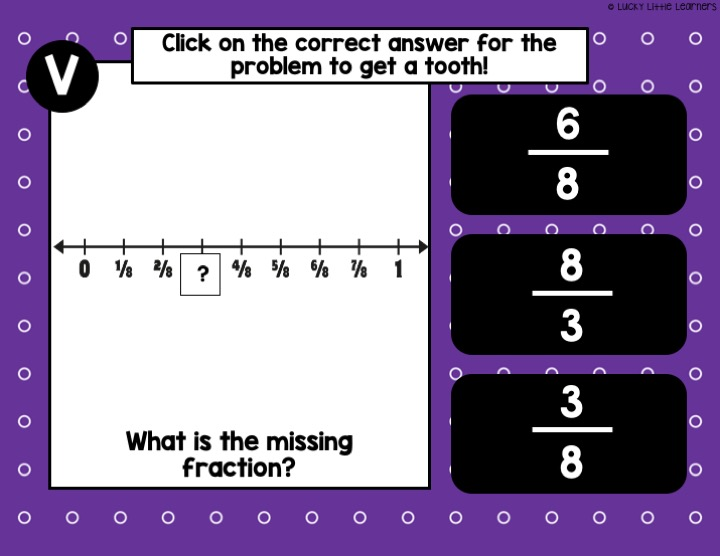 © Lucky Little Learners
Click on the correct answer for the
problem to get a tooth!
V
0 ⅛ ²⁄₈ ? ⁴⁄₈ ⅝ ⁶⁄₈ ⅞ 1
What is the missing
fraction?
6
8
8
3
3
8